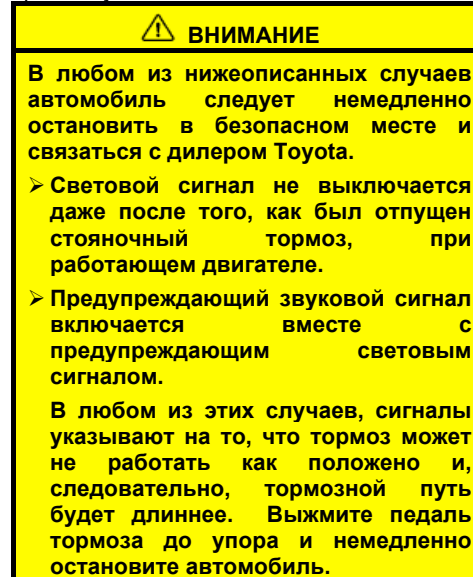 ВНИМАНИЕ
В любом из нижеописанных случаев
автомобиль следует немедленно
остановить в безопасном месте и
связаться с дилером Toyota.
➢ Световой сигнал не выключается
даже после того, как был отпущен
стояночный тормоз, при
работающем двигателе.
➢ Предупреждающий звуковой сигнал
включается вместе с
предупреждающим световым
сигналом.
В любом из этих случаев, сигналы
указывают на то, что тормоз может
не работать как положено и,
следовательно, тормозной путь
будет длиннее. Выжмите педаль
тормоза до упора и немедленно
остановите автомобиль.